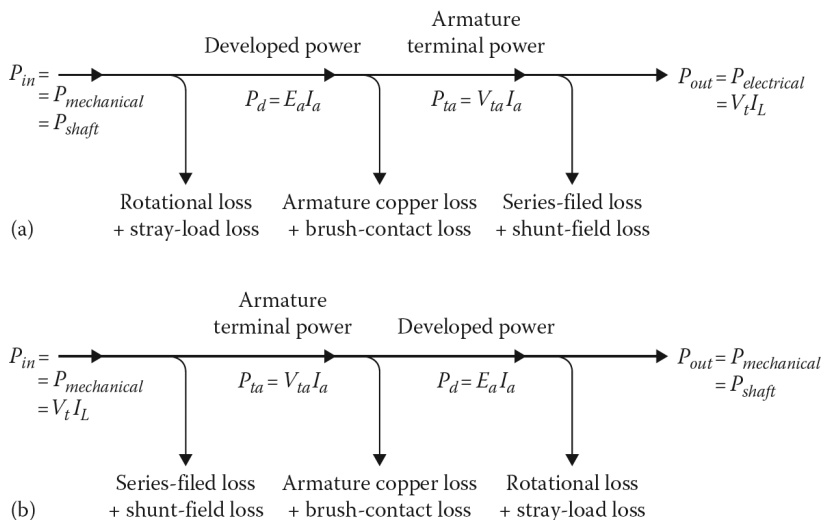 Armature
Developed power terminal power
P_in =
= P_mechanical
= P_shaft
P_d = E_a I_a
P_ta = V_ta I_a
P_out = P_electrical
= V_t I_L
Rotational loss Armature copper loss Series-filed loss
(a) + stray-load loss + brush-contact loss + shunt-field loss
Armature
terminal power Developed power
P_in =
= P_mechanical
= V_t I_L
P_ta = V_ta I_a
P_d = E_a I_a
P_out = P_mechanical
= P_shaft
Series-filed loss Armature copper loss Rotational loss
(b) + shunt-field loss + brush-contact loss + stray-load loss